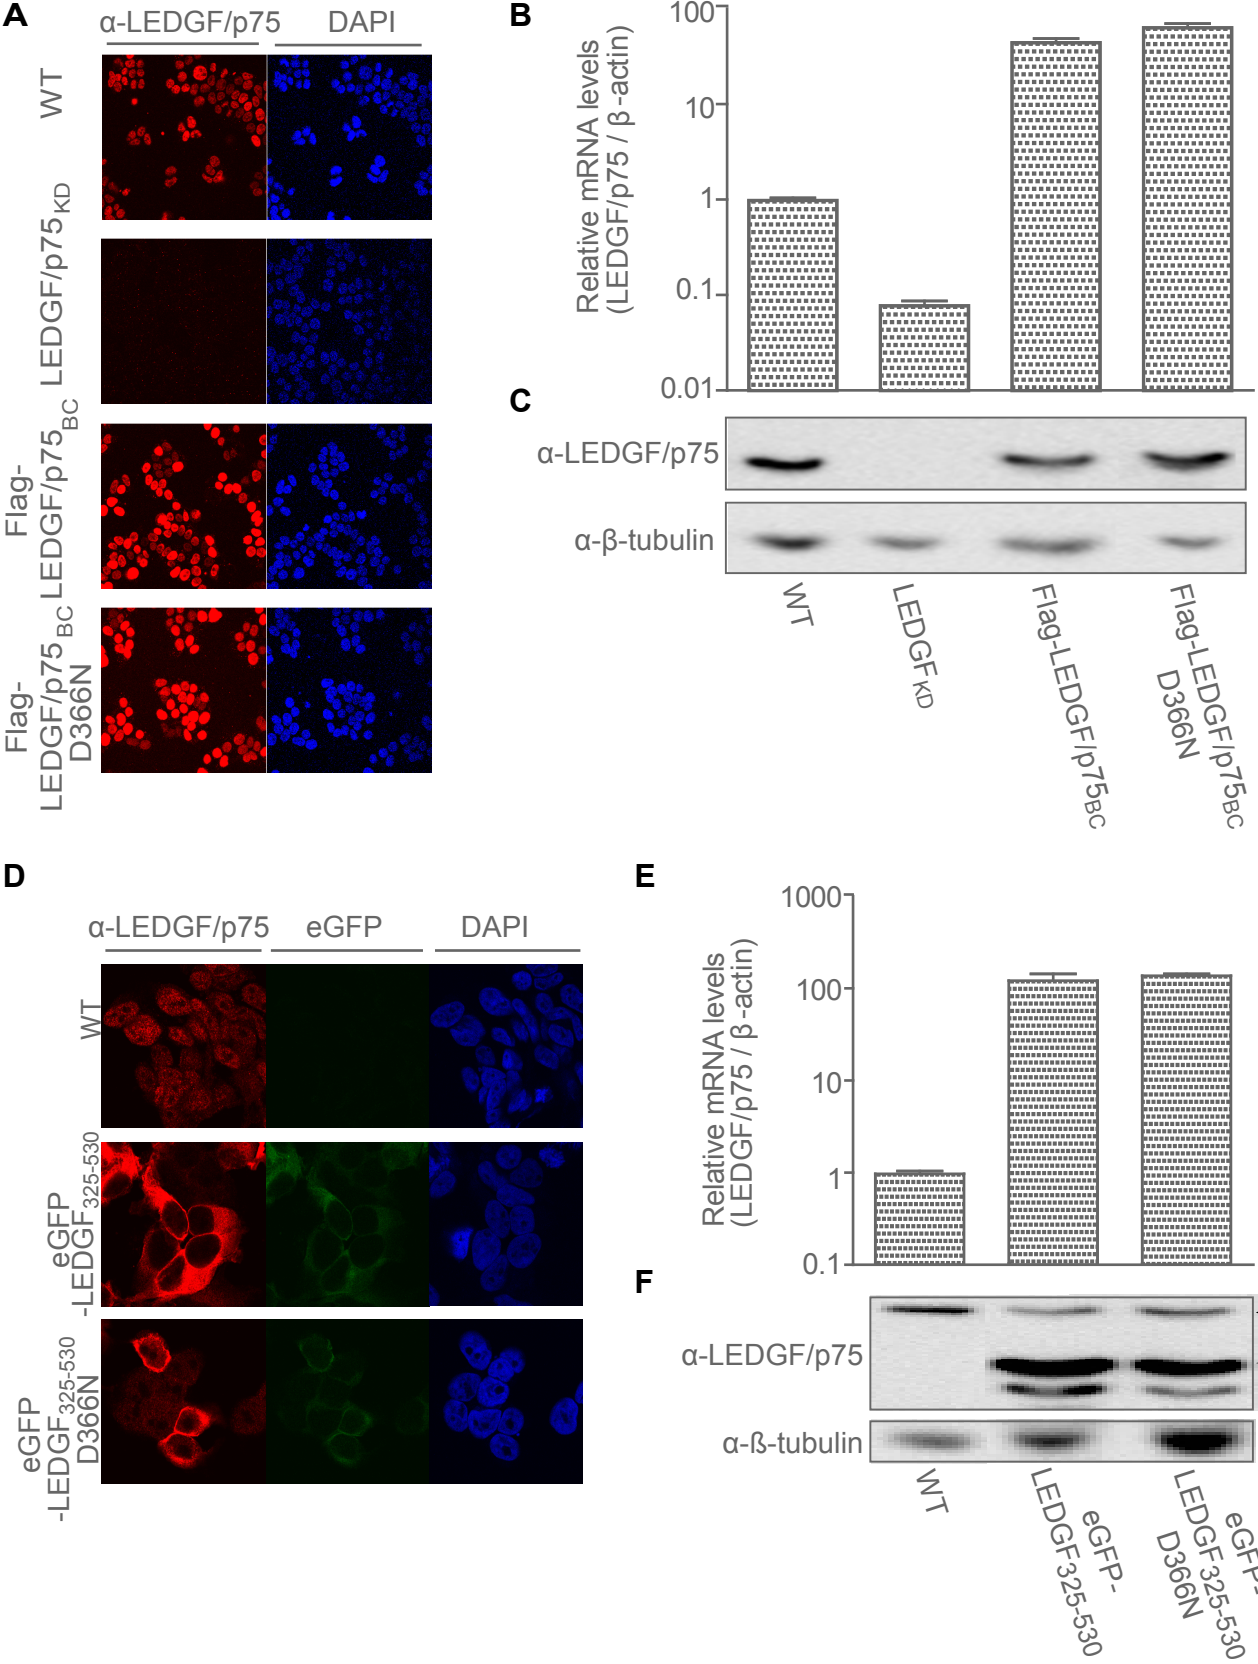 A
α-LEDGF/p75
DAPI
WT
LEDGF/p75KD
Flag-
LEDGF/p75BC
Flag-
LEDGF/p75BC
D366N
B
Relative mRNA levels
(LEDGF/p75 / β -actin)
100
10
1
0.1
0.01
C
α-LEDGF/p75
α-β-tubulin
WT
LEDGFKD
Flag-LEDGF/p75BC
Flag-LEDGF/p75BC
D366N
D
α-LEDGF/p75
eGFP
DAPI
WT
eGFP
-LEDGF325-530
eGFP
-LEDGF325-530
D366N
E
Relative mRNA levels
(LEDGF/p75 / β -actin)
1000
100
10
1
0.1
F
α-LEDGF/p75
α-ß-tubulin
WT
eGFP-
LEDGF325-530
eGFP-
LEDGF325-530
D366N